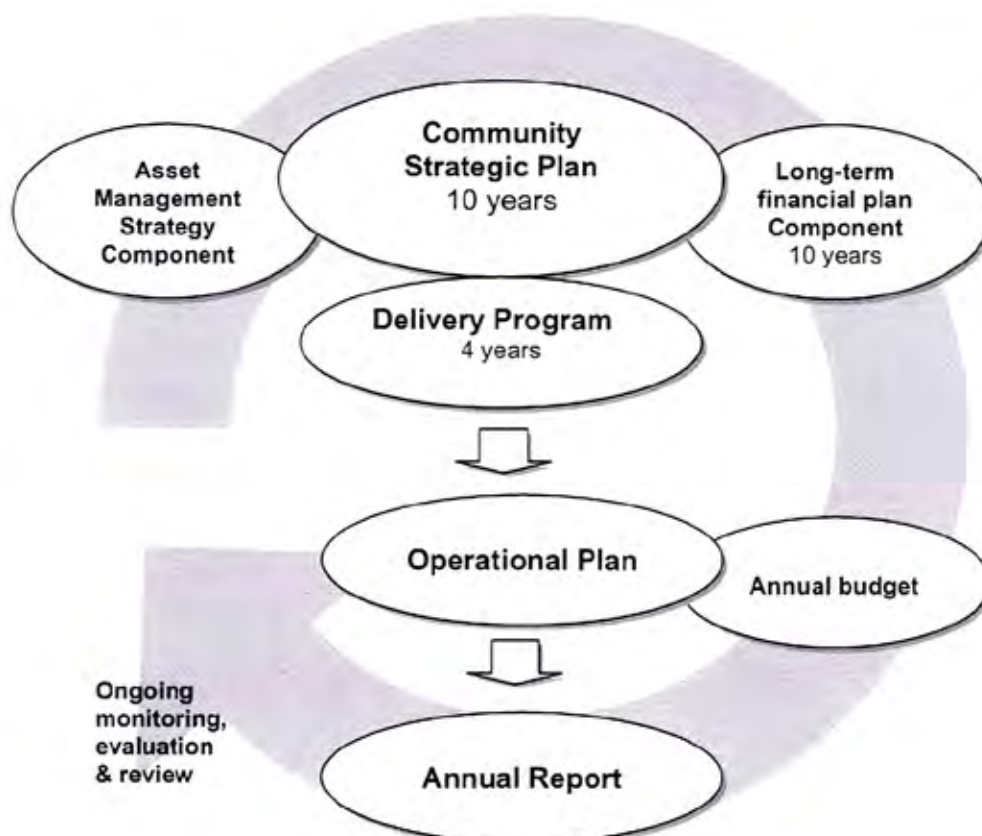 Community
Strategic Plan
10 years
Asset
Management
Strategy
Component
Long-term
financial plan
Component
10 years
Delivery Program
4 years
Operational Plan
Annual budget
Ongoing
monitoring,
evaluation
& review
Annual Report